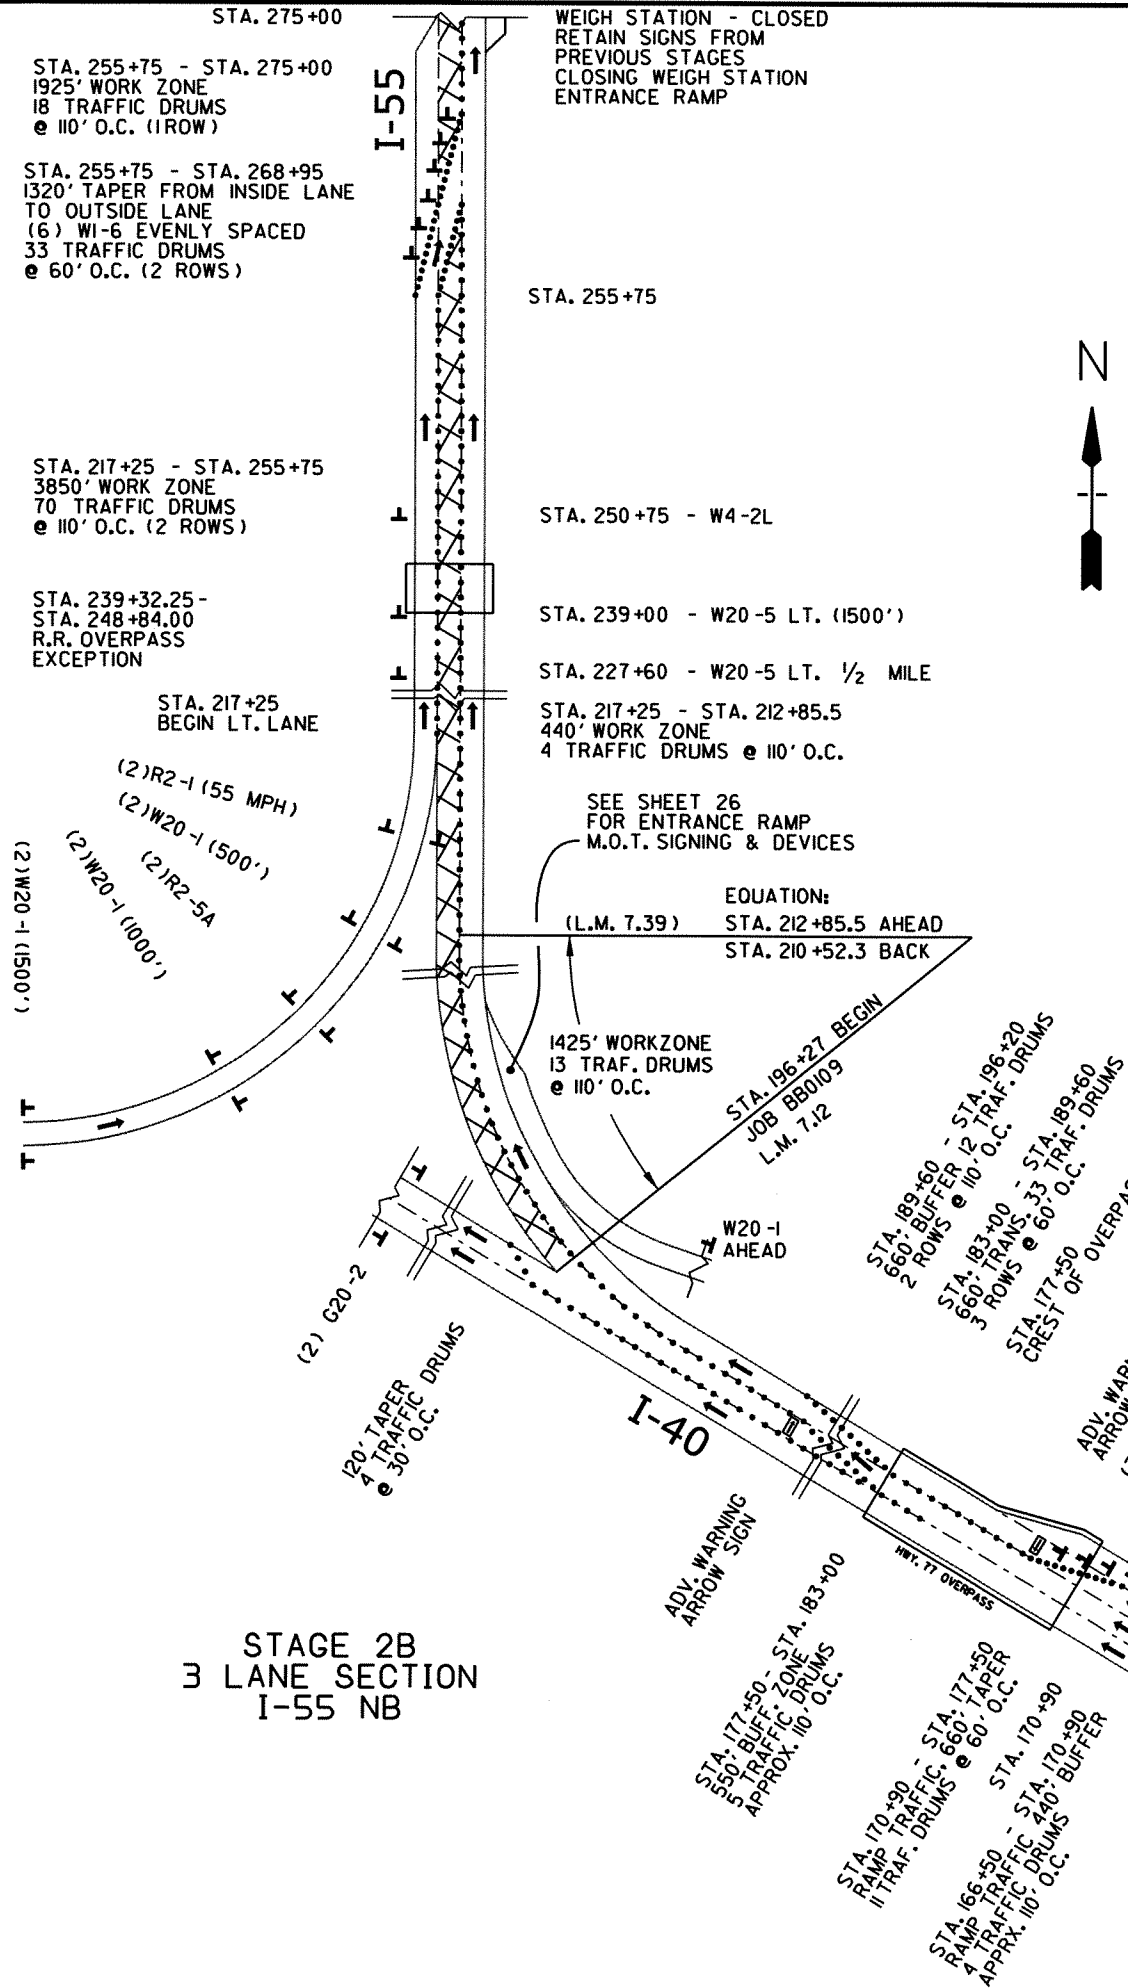 STA. 275+00
WEIGH STATION - CLOSED
RETAIN SIGNS FROM
PREVIOUS STAGES
CLOSING WEIGH STATION
ENTRANCE RAMP
STA. 255+75 - STA. 275+00
1925' WORK ZONE
18 TRAFFIC DRUMS
@ 110' O.C. (1 ROW)
I-55
STA. 255+75 - STA. 268+95
1320' TAPER FROM INSIDE LANE
TO OUTSIDE LANE
(6) W1-6 EVENLY SPACED
33 TRAFFIC DRUMS
@ 60' O.C. (2 ROWS)
STA. 255+75
N
STA. 217+25 - STA. 255+75
3850' WORK ZONE
70 TRAFFIC DRUMS
@ 110' O.C. (2 ROWS)
STA. 250+75 - W4-2L
STA. 239+32.25-
STA. 248+84.00
R.R. OVERPASS
EXCEPTION
STA. 239+00 - W20-5 LT. (1500')
STA. 227+60 - W20-5 LT. 1/2 MILE
STA. 217+25
BEGIN LT. LANE
STA. 217+25 - STA. 212+85.5
440' WORK ZONE
4 TRAFFIC DRUMS @ 110' O.C.
(2)R2-1 (55 MPH)
(2)W20-1 (500')
(2)R2-5A
(2)W20-1 (1000')
(2)W20-1 (1500')
SEE SHEET 26
FOR ENTRANCE RAMP
M.O.T. SIGNING & DEVICES
EQUATION:
(L.M. 7.39) STA. 212+85.5 AHEAD
STA. 210+52.3 BACK
1425' WORKZONE
13 TRAF. DRUMS
@ 110' O.C.
STA. 196+27 BEGIN
JOB BB0109
L.M. 7.12
W20-1
AHEAD
STA. 189+60 - STA. 196+20
660' BUFFER 12 TRAF. DRUMS
2 ROWS @ 110' O.C.
STA. 183+00 - STA. 189+60
660' TRANS. 33 TRAF. DRUMS
3 ROWS @ 60' O.C.
STA. 177+50
CREST OF OVERPAS
ADV. WAR
ARROW
(2) G20-2
120' TAPER
4 TRAFFIC DRUMS
@ 30' O.C.
I-40
HWY. 77 OVERPASS
ADV. WARNING
ARROW SIGN
STA. 177+50 - STA. 183+00
550' BUFF. ZONE
5 TRAFFIC DRUMS
APPROX. 110' O.C.
STA. 170+90 - STA. 177+50
RAMP TRAFFIC, 660' TAPER
11 TRAF. DRUMS @ 60' O.C.
STA. 170+90
STA. 166+50 - STA. 170+90
RAMP TRAFFIC 440' BUFFER
4 TRAFFIC DRUMS
APPRX. 110' O.C.
STAGE 2B
3 LANE SECTION
I-55 NB